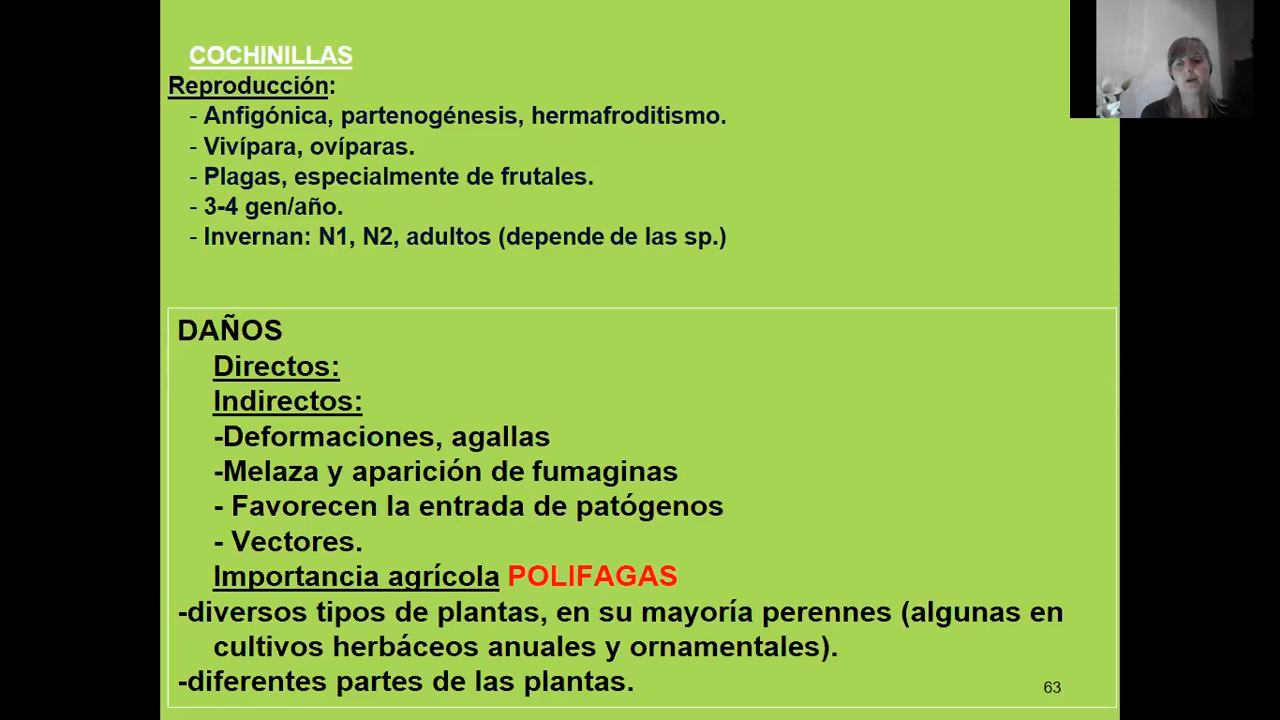 COCHINILLAS
Reproducción:
- Anfigónica, partenogénesis, hermafroditismo.
- Vivípara, ovíparas.
- Plagas, especialmente de frutales.
- 3-4 gen/año.
- Invernan: N1, N2, adultos (depende de las sp.)
DAÑOS
Directos:
Indirectos:
-Deformaciones, agallas
-Melaza y aparición de fumaginas
- Favorecen la entrada de patógenos
- Vectores.
Importancia agrícola POLIFAGAS
-diversos tipos de plantas, en su mayoría perennes (algunas en
cultivos herbáceos anuales y ornamentales).
-diferentes partes de las plantas.
63